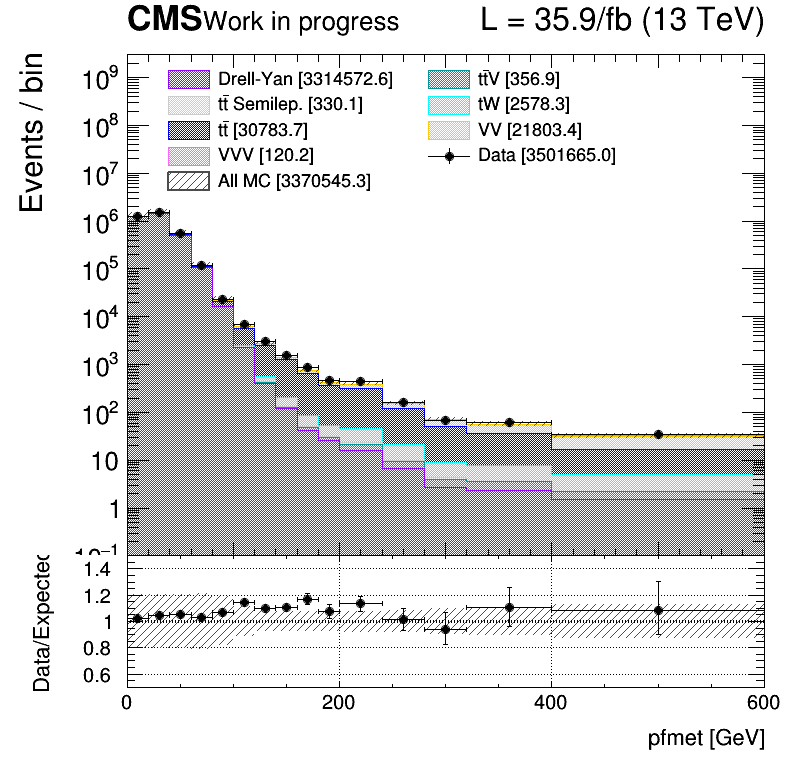 CMS Work in progress L = 35.9/fb (13 TeV)
Events / bin
Drell-Yan [3314572.6]
tt̄ Semilep. [330.1]
tt̄ [30783.7]
VVV [120.2]
All MC [3370545.3]
tt̄V [356.9]
tW [2578.3]
VV [21803.4]
Data [3501665.0]
10⁹
10⁸
10⁷
10⁶
10⁵
10⁴
10³
10²
10
1
10⁻¹
Data/Expected
1.4
1.2
1
0.8
0.6
0 200 400 600
pfmet [GeV]